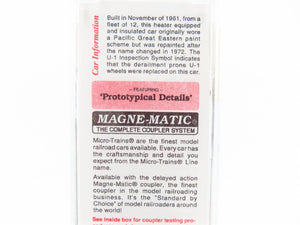 Car Information
Built in November of 1961, from a
fleet of 12, this heater equipped
and insulated car originally wore
a Pacific Great Eastern paint
scheme but was repainted after
the name changed in 1972. The
U-1 Inspection Symbol indicates
that the derailment prone U-1
wheels were replaced on this car.
- FEATURING -
"Prototypical Details"
MAGNE-MATIC®
THE COMPLETE COUPLER SYSTEM
Micro-Trains® are the finest model
railroad cars available. Every car has
the craftsmanship and detail you
expect from the Micro-Trains® Line
name.
Available with the delayed action
Magne-Matic® coupler, the finest
coupler in the model railroading
business. It's the "Standard by
Choice" of model railroaders around
the world!
See inside box for coupler testing pro-